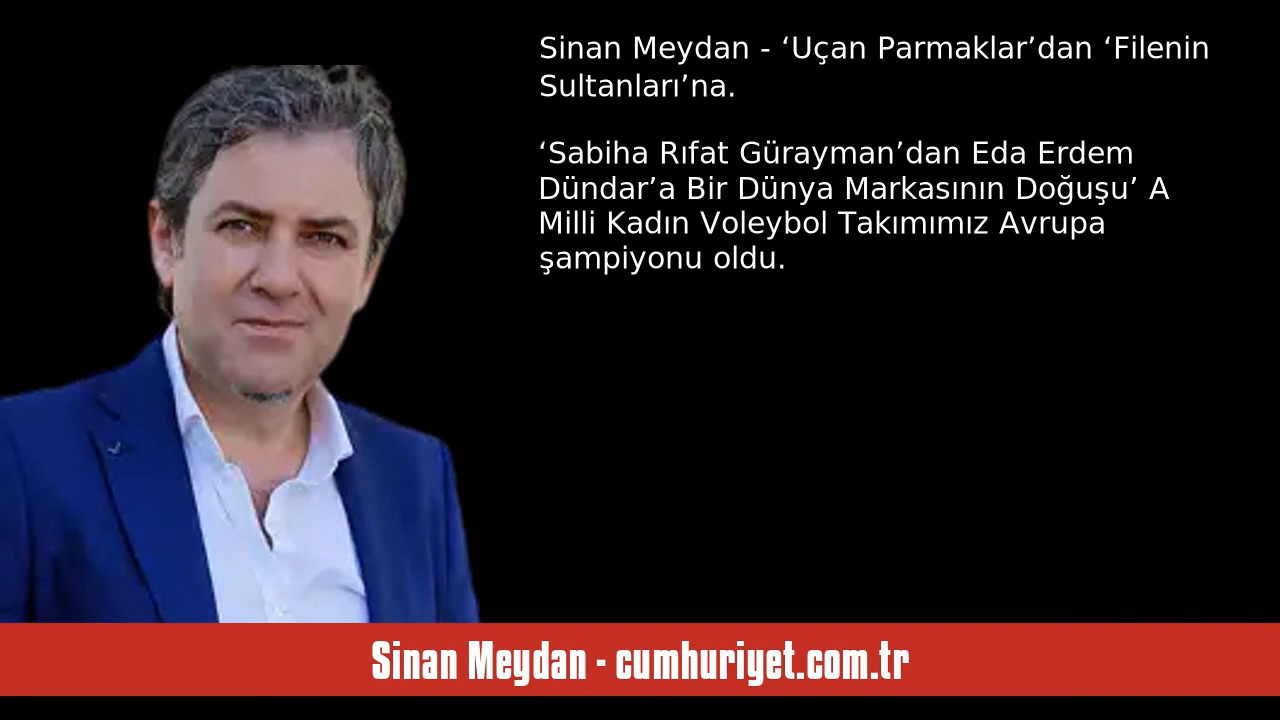 Sinan Meydan - ‘Uçan Parmaklar’dan ‘Filenin
Sultanları’na.
‘Sabiha Rıfat Gürayman’dan Eda Erdem
Dündar’a Bir Dünya Markasının Doğuşu’ A
Milli Kadın Voleybol Takımımız Avrupa
şampiyonu oldu.
Sinan Meydan - cumhuriyet.com.tr